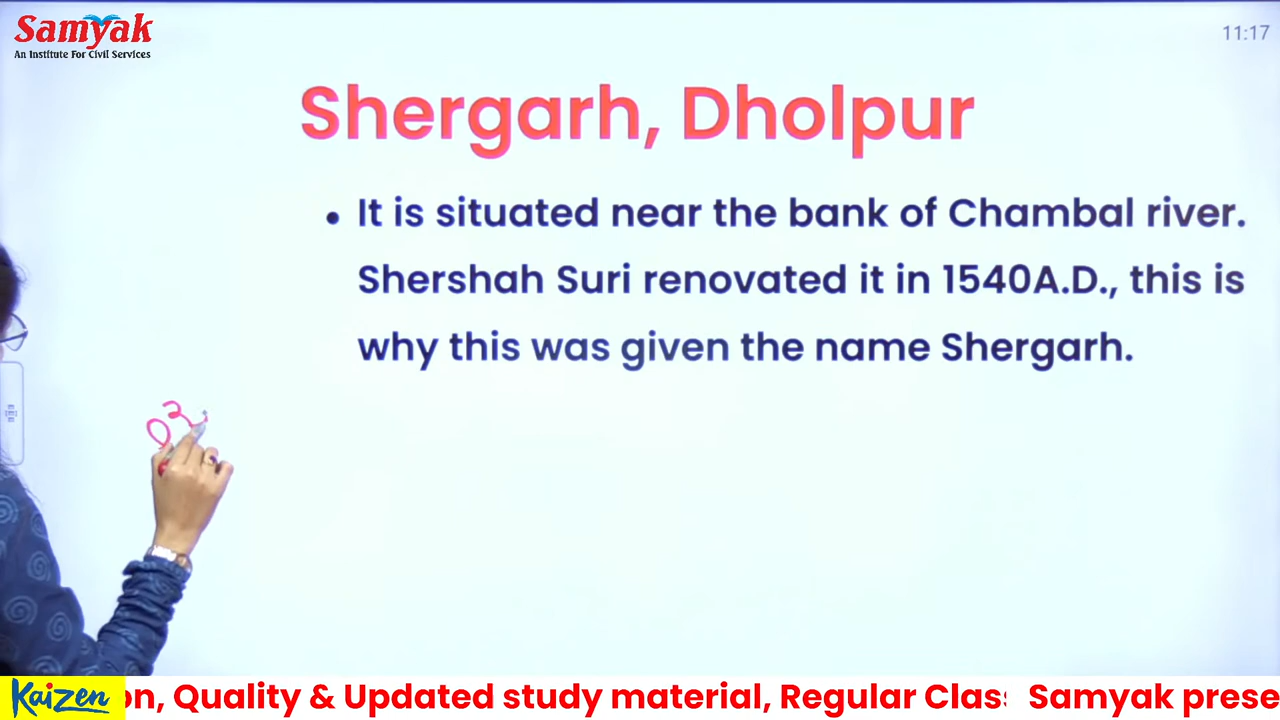 Samyak
An Institute For Civil Services
11:17
Shergarh, Dholpur
• It is situated near the bank of Chambal river.
Shershah Suri renovated it in 1540A.D., this is
why this was given the name Shergarh.
Kaizen
on, Quality & Updated study material, Regular Clas Samyak prese